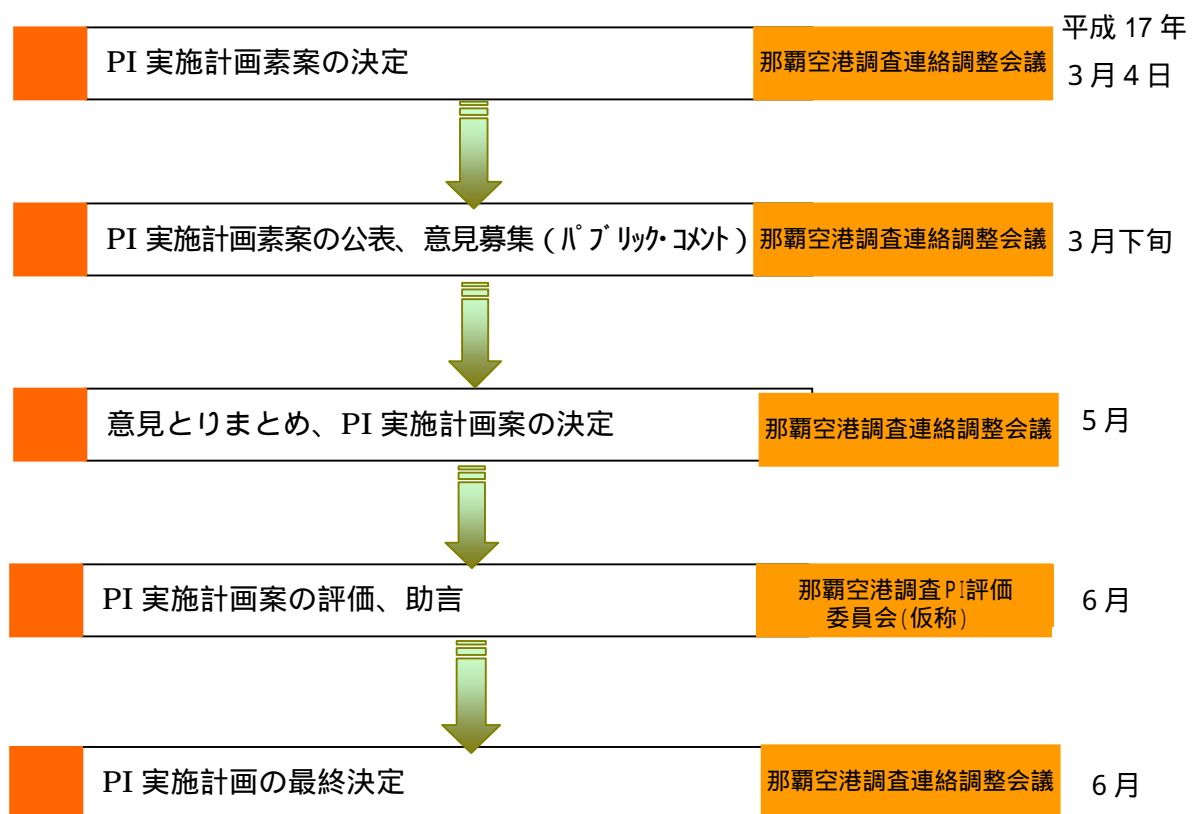 平成 17 年
PI 実施計画素案の決定 那覇空港調査連絡調整会議 3月4日
PI 実施計画素案の公表、意見募集(ﾊﾟﾌﾞﾘｯｸ･ｺﾒﾝﾄ) 那覇空港調査連絡調整会議 3月下旬
意見とりまとめ、PI 実施計画案の決定 那覇空港調査連絡調整会議 5月
PI 実施計画案の評価、助言 那覇空港調査PI評価
委員会(仮称) 6月
PI 実施計画の最終決定 那覇空港調査連絡調整会議 6月